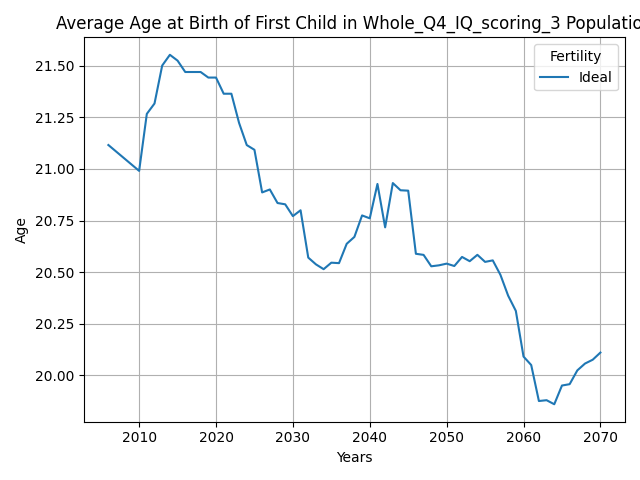 Average Age at Birth of First Child in Whole_Q4_IQ_scoring_3 Populatio
Fertility
Ideal
21.50
21.25
21.00
20.75
20.50
20.25
20.00
Age
2010 2020 2030 2040 2050 2060 2070
Years